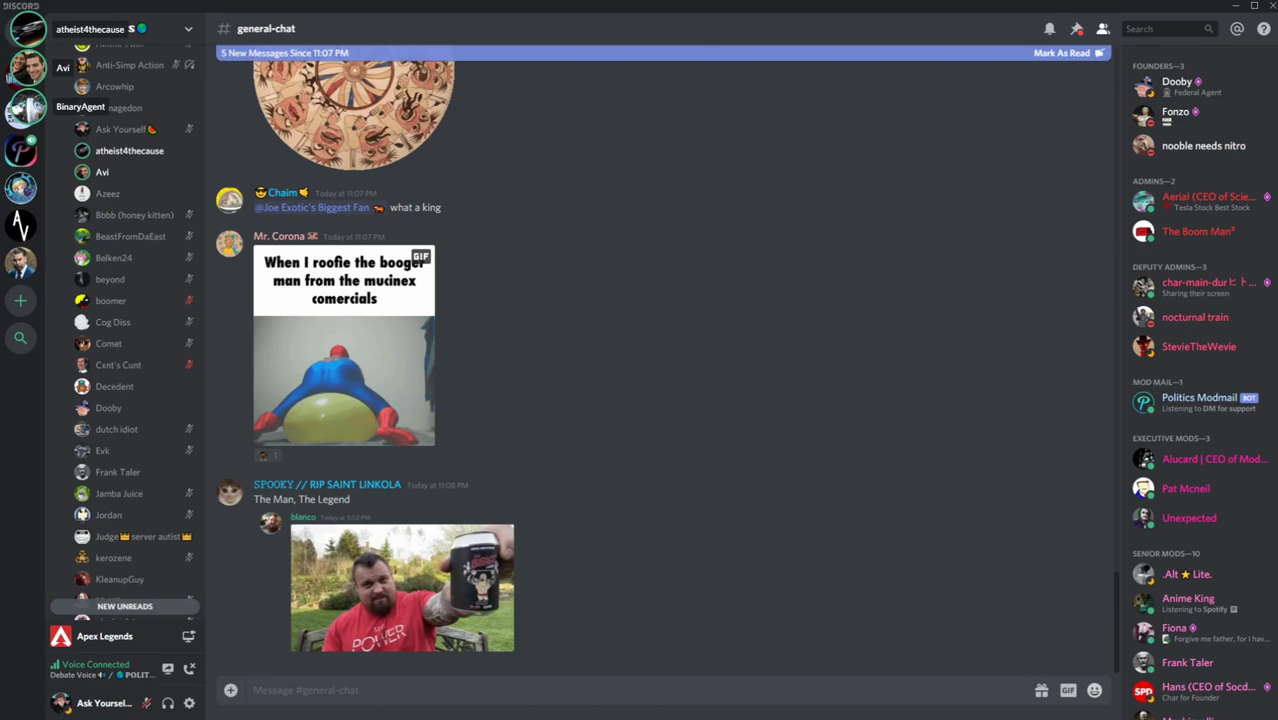 DISCORD
atheist4thecause S
Avi
BinaryAgent
Anti-Simp Action
Arcowhip
nagedon
Ask Yourself 🍉
atheist4thecause
Avi
Azeez
Bbbb (honey kitten)
BeastFromDaEast
Belken24
beyond
boomer
Cog Diss
Comet
Cxnt's Cunt
Decedent
Dooby
dutch idiot
Evk
Frank Taler
Jamba Juice
Jordan
Judge 👑 server autist 👑
kerozene
KleanupGuy
NEW UNREADS
Apex Legends
Voice Connected
Debate Voice 🔊 / 🌎 POLIT...
Ask Yoursel...
# general-chat
Search
5 New Messages Since 11:07 PM
Mark As Read
😎 Chaim 🤙 Today at 11:07 PM
@Joe Exotic's Biggest Fan 🐅 what a king
Mr. Corona ☠ Today at 11:07 PM
GIF
When I roofie the booger
man from the mucinex
comercials
1
SPOOKY // RIP SAINT LINKOLA Today at 11:08 PM
The Man, The Legend
blanco Today at 3:02 PM
POWER
Message #general-chat
GIF
FOUNDERS—3
Dooby
Federal Agent
Fonzo
nooble needs nitro
ADMINS—2
Aerial (CEO of Scie...
Tesla Stock Best Stock
The Boom Man³
DEPUTY ADMINS—3
char-main-durヒト...
Sharing their screen
nocturnal train
StevieTheWevie
MOD MAIL—1
Politics Modmail BOT
Listening to DM for support
EXECUTIVE MODS—3
Alucard | CEO of Mod...
Pat Mcneil
Unexpected
SENIOR MODS—10
.Alt ⭐ Lite.
Anime King
Listening to Spotify
Fiona
Forgive me father, for I hav...
Frank Taler
SPD
Hans (CEO of Socd...
Char for Founder